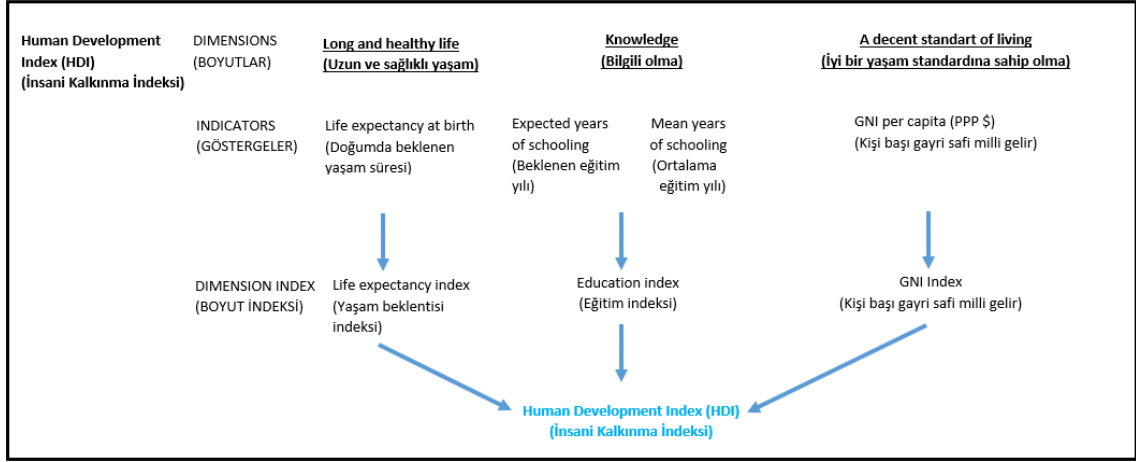 Human Development
Index (HDI)
(İnsani Kalkınma İndeksi)
DIMENSIONS
(BOYUTLAR)
Long and healthy life
(Uzun ve sağlıklı yaşam)
Knowledge
(Bilgili olma)
A decent standart of living
(İyi bir yaşam standardına sahip olma)
INDICATORS
(GÖSTERGELER)
Life expectancy at birth
(Doğumda beklenen
yaşam süresi)
Expected years
of schooling
(Beklenen eğitim
yılı)
Mean years
of schooling
(Ortalama
eğitim yılı)
GNI per capita (PPP $)
(Kişi başı gayri safi milli gelir)
DIMENSION INDEX
(BOYUT İNDEKSİ)
Life expectancy index
(Yaşam beklentisi
indeksi)
Education index
(Eğitim indeksi)
GNI Index
(Kişi başı gayri safi milli gelir)
Human Development Index (HDI)
(İnsani Kalkınma İndeksi)